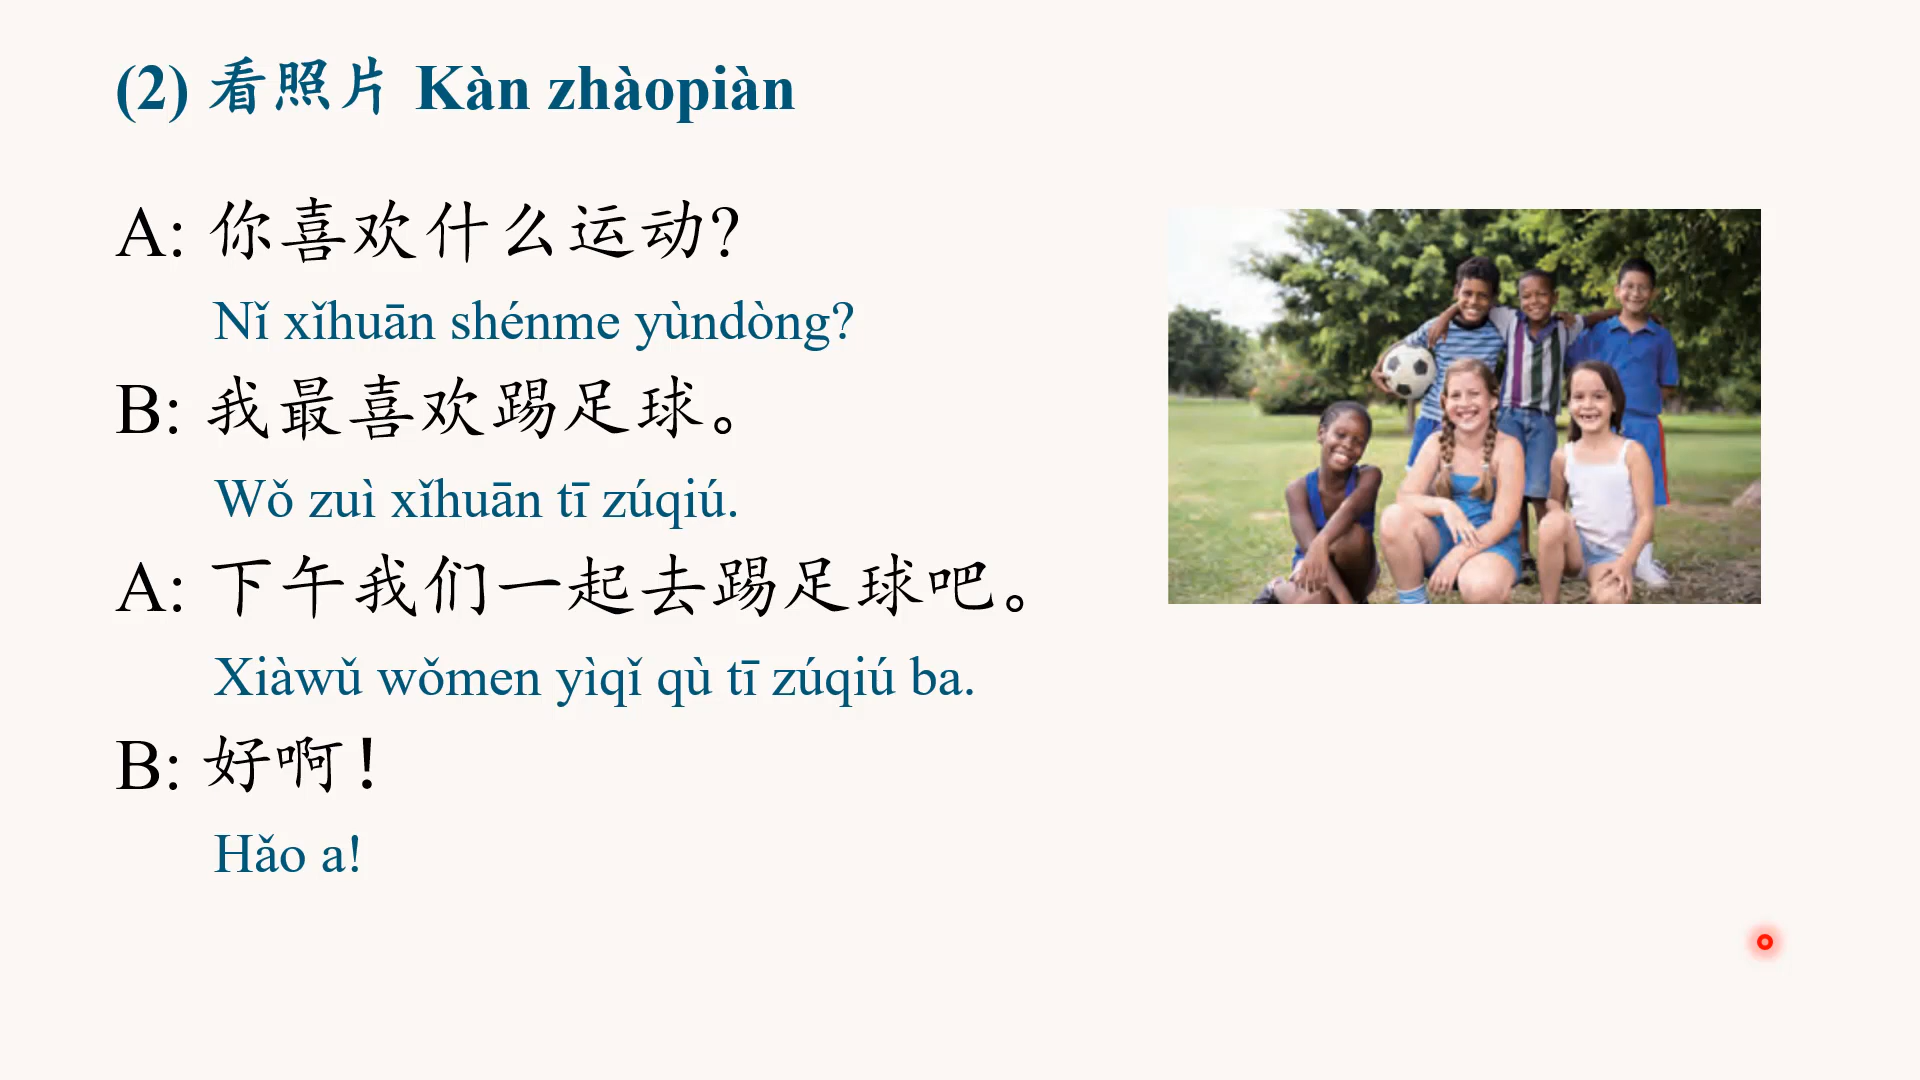 (2) 看照片 Kàn zhàopiàn
A: 你喜欢什么运动?
Nǐ xǐhuān shénme yùndòng?
B: 我最喜欢踢足球。
Wǒ zuì xǐhuān tī zúqiú.
A: 下午我们一起去踢足球吧。
Xiàwǔ wǒmen yìqǐ qù tī zúqiú ba.
B: 好啊！
Hǎo a!